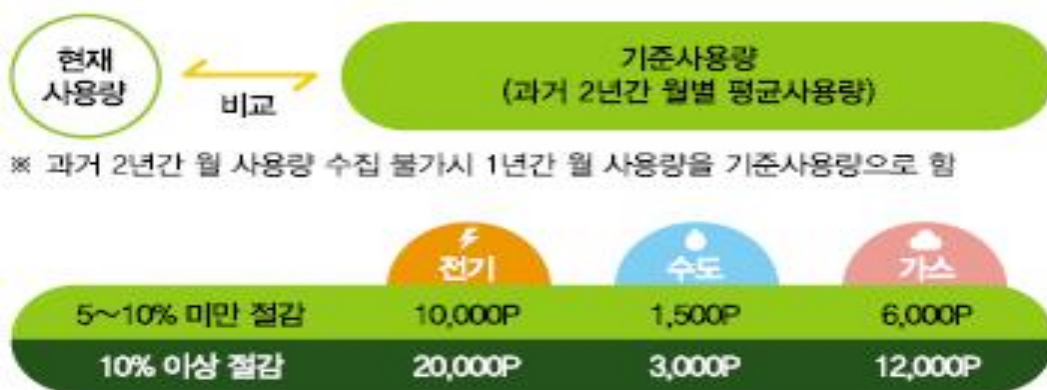 현재
사용량
비교
기준사용량
(과거 2년간 월별 평균사용량)
※ 과거 2년간 월 사용량 수집 불가시 1년간 월 사용량을 기준사용량으로 함
전기 수도 가스
5~10% 미만 절감 10,000P 1,500P 6,000P
10% 이상 절감 20,000P 3,000P 12,000P